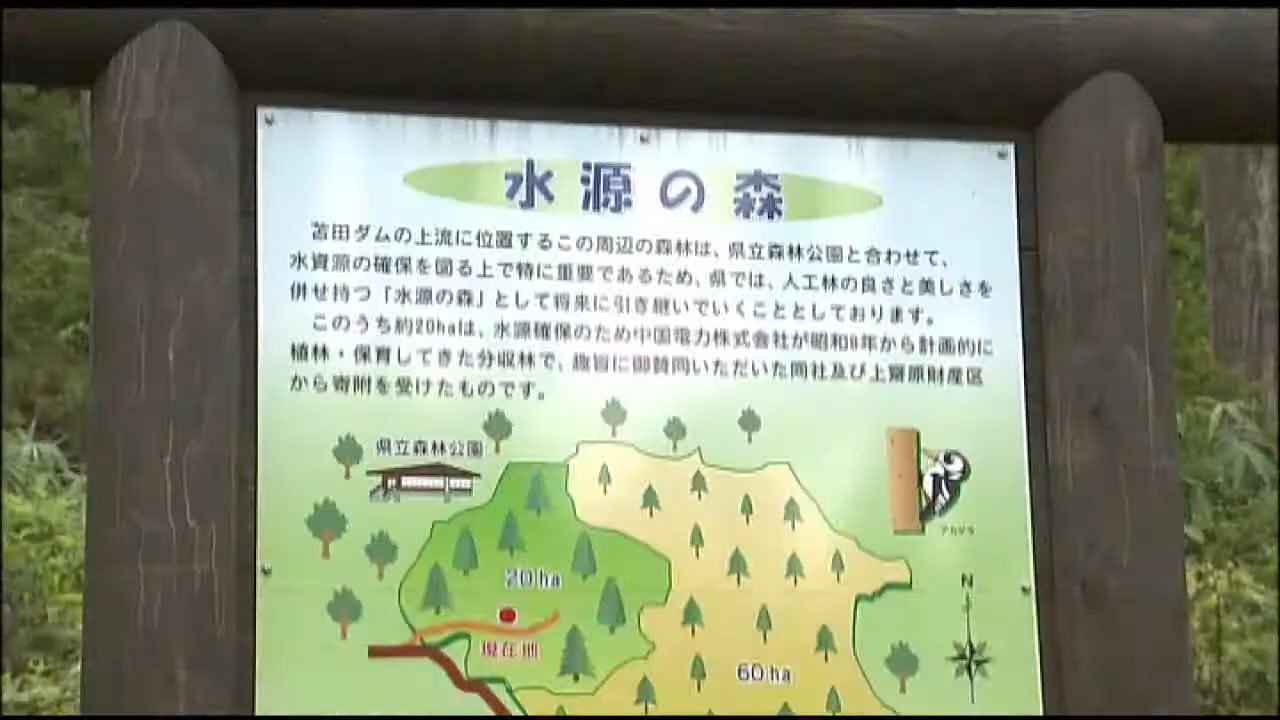 水源の森
苫田ダムの上流に位置するこの周辺の森林は、県立森林公園と合わせて、
水資源の確保を図る上で特に重要であるため、県では、人工林の良さと美しさを
併せ持つ「水源の森」として将来に引き継いでいくこととしております。
このうち約20haは、水源確保のため中国電力株式会社が昭和9年から計画的に
植林・保育してきた分収林で、趣旨に御賛同いただいた同社及び上齋原財産区
から寄附を受けたものです。
県立森林公園
アカゲラ
20ha
N
現在地
60ha